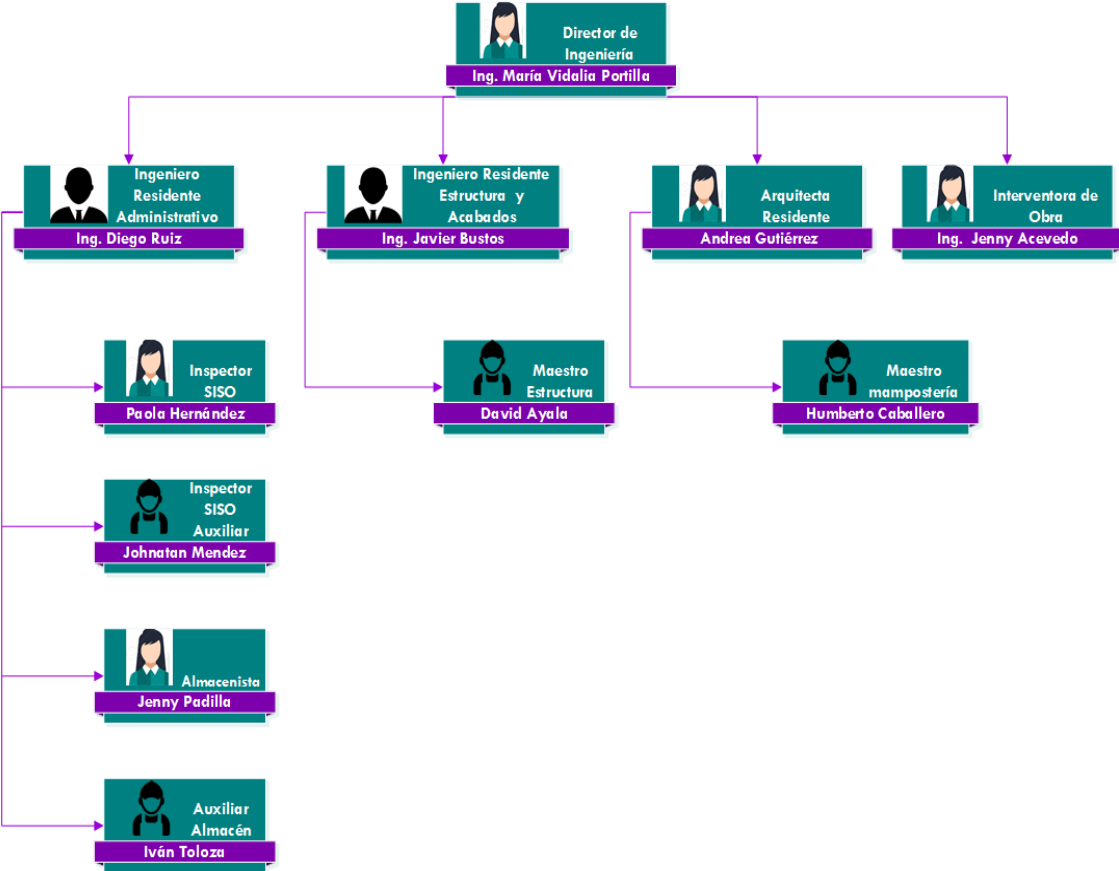 Director de
Ingeniería
Ing. María Vidalia Portilla
Ingeniero
Residente
Administrativo
Ing. Diego Ruiz
Ingeniero Residente
Estructura y
Acabados
Ing. Javier Bustos
Arquitecta
Residente
Andrea Gutiérrez
Interventora de
Obra
Ing. Jenny Acevedo
Inspector
SISO
Paola Hernández
Maestro
Estructura
David Ayala
Maestro
mampostería
Humberto Caballero
Inspector
SISO
Auxiliar
Johnatan Mendez
Almacenista
Jenny Padilla
Auxiliar
Almacén
Iván Toloza